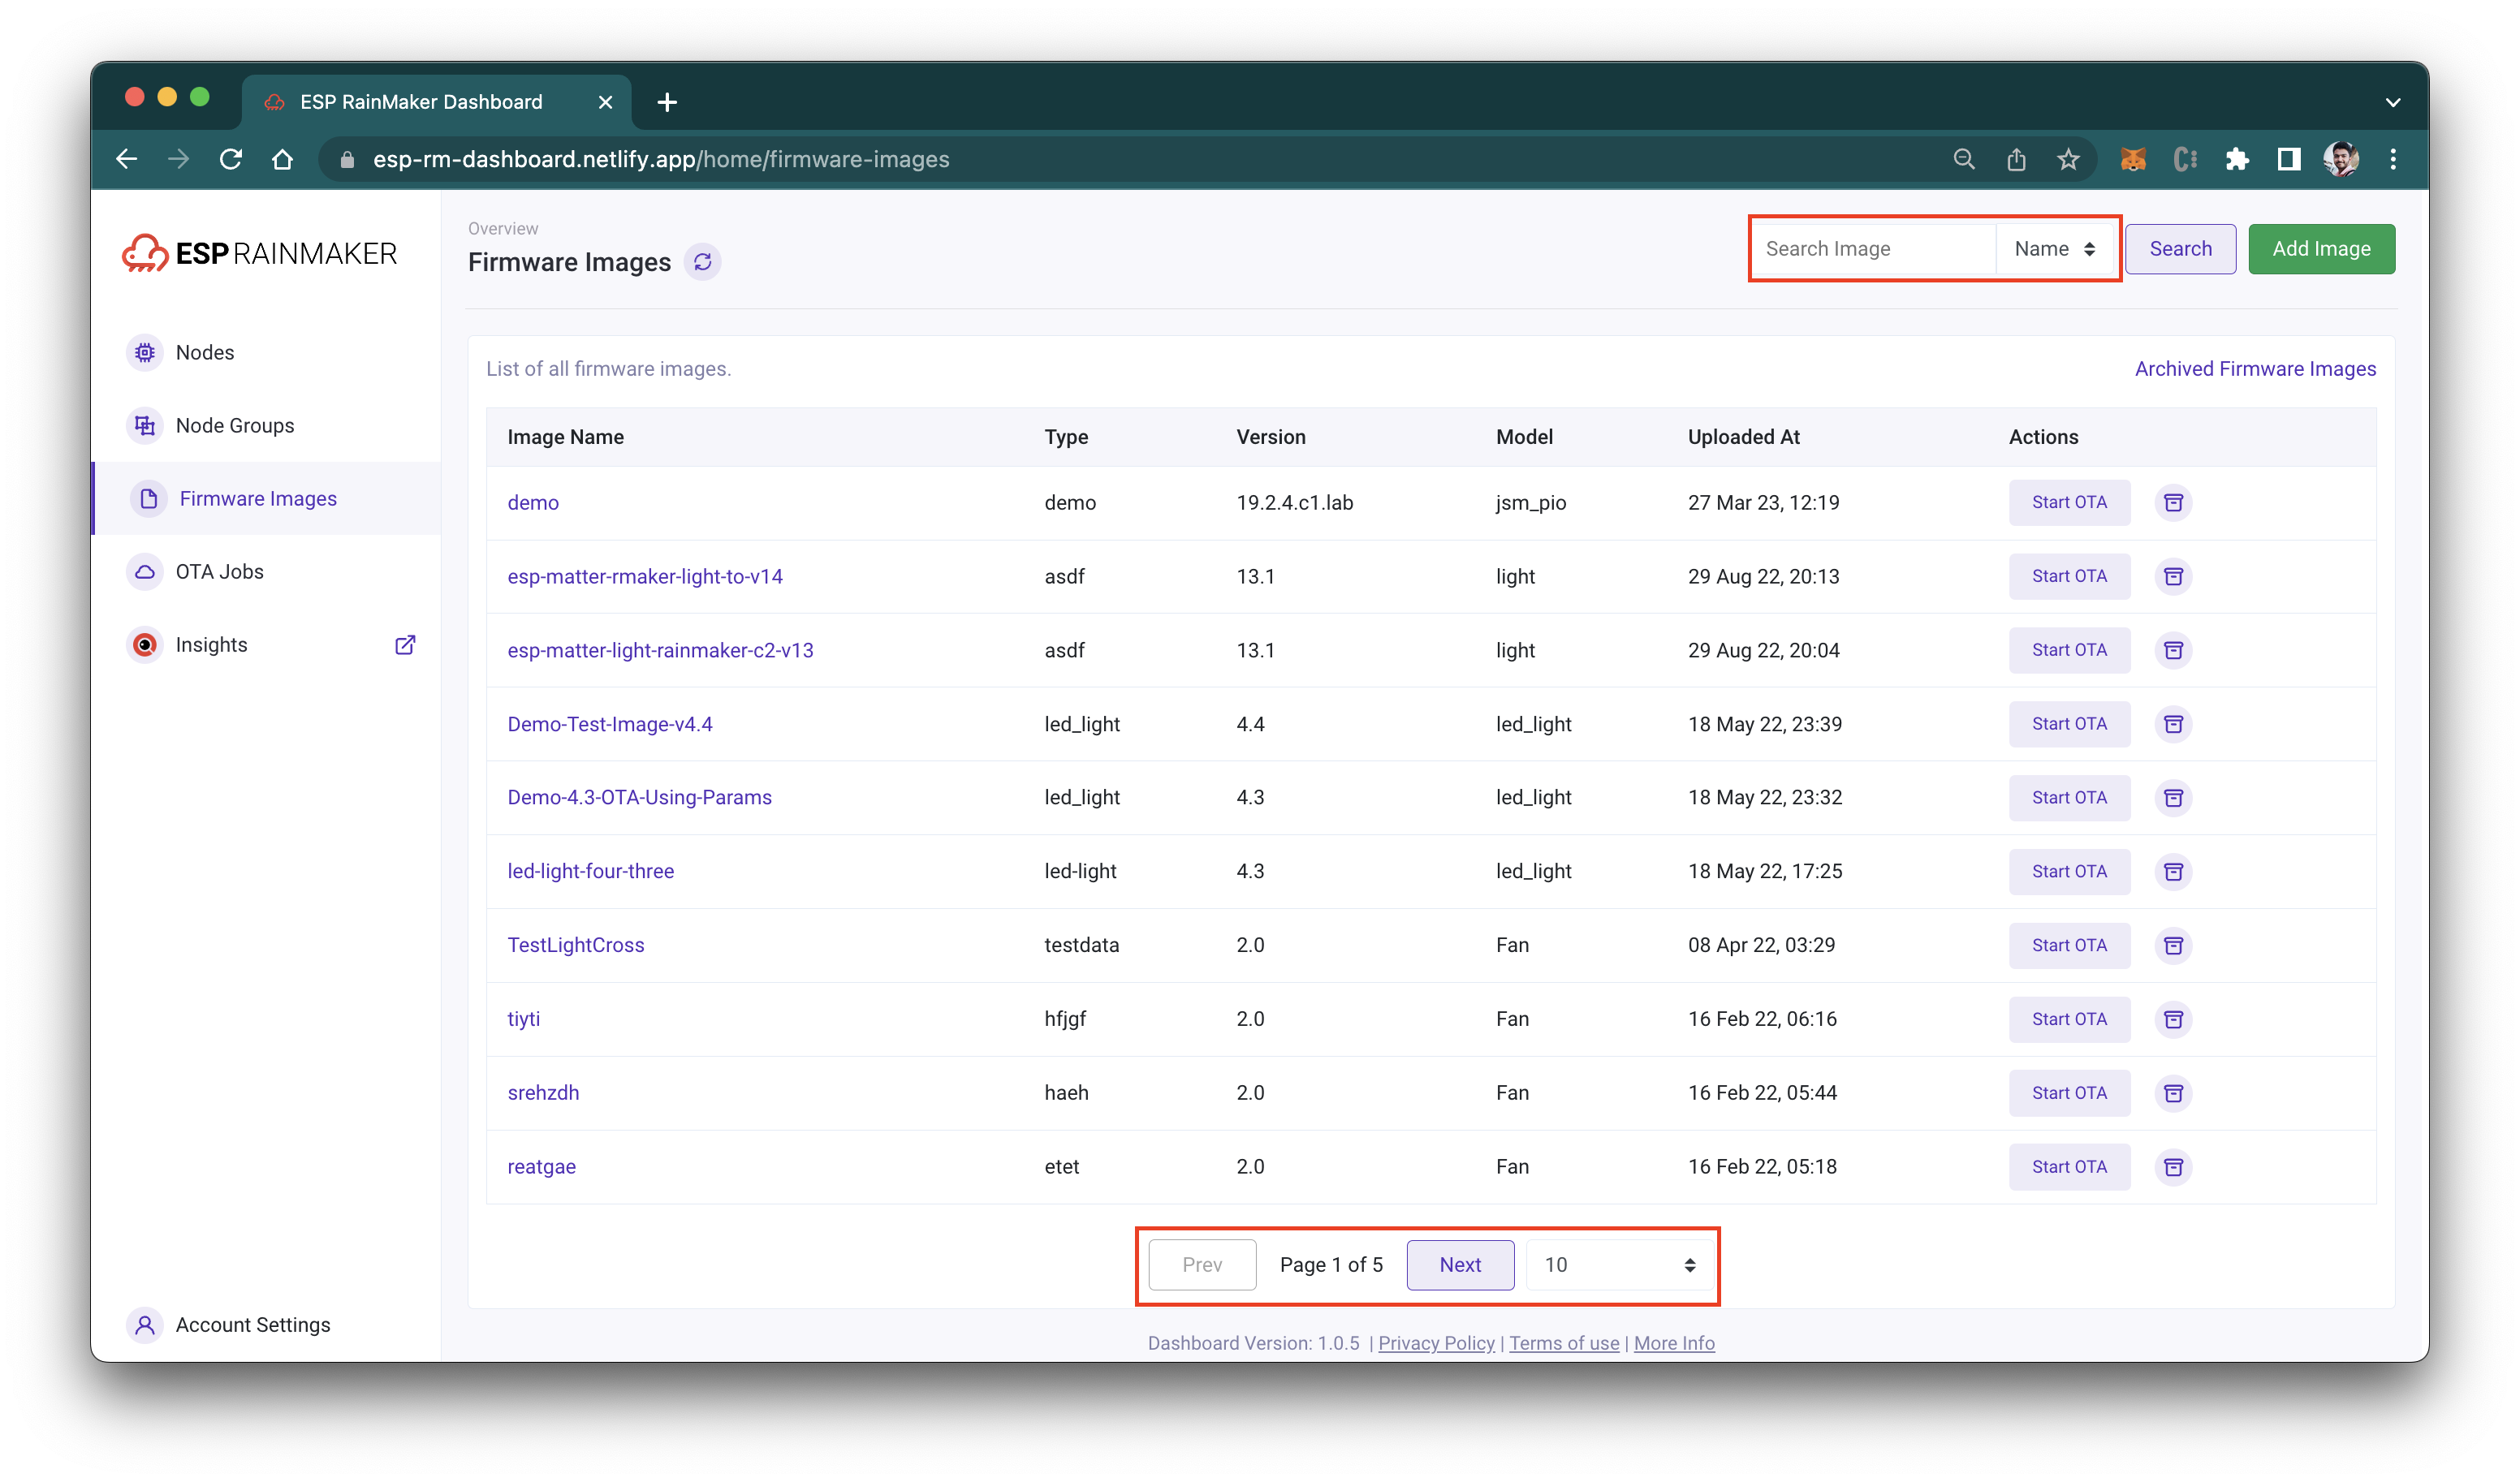 ESP RainMaker Dashboard
esp-rm-dashboard.netlify.app/home/firmware-images
ESP RAINMAKER
Nodes
Node Groups
Firmware Images
OTA Jobs
Insights
Account Settings
Overview
Firmware Images
Search Image Name Search Add Image
List of all firmware images. Archived Firmware Images
Image Name Type Version Model Uploaded At Actions
demo demo 19.2.4.c1.lab jsm_pio 27 Mar 23, 12:19 Start OTA
esp-matter-rmaker-light-to-v14 asdf 13.1 light 29 Aug 22, 20:13 Start OTA
esp-matter-light-rainmaker-c2-v13 asdf 13.1 light 29 Aug 22, 20:04 Start OTA
Demo-Test-Image-v4.4 led_light 4.4 led_light 18 May 22, 23:39 Start OTA
Demo-4.3-OTA-Using-Params led_light 4.3 led_light 18 May 22, 23:32 Start OTA
led-light-four-three led-light 4.3 led_light 18 May 22, 17:25 Start OTA
TestLightCross testdata 2.0 Fan 08 Apr 22, 03:29 Start OTA
tiyti hfjgf 2.0 Fan 16 Feb 22, 06:16 Start OTA
srehzdh haeh 2.0 Fan 16 Feb 22, 05:44 Start OTA
reatgae etet 2.0 Fan 16 Feb 22, 05:18 Start OTA
Prev Page 1 of 5 Next 10
Dashboard Version: 1.0.5 | Privacy Policy | Terms of use | More Info